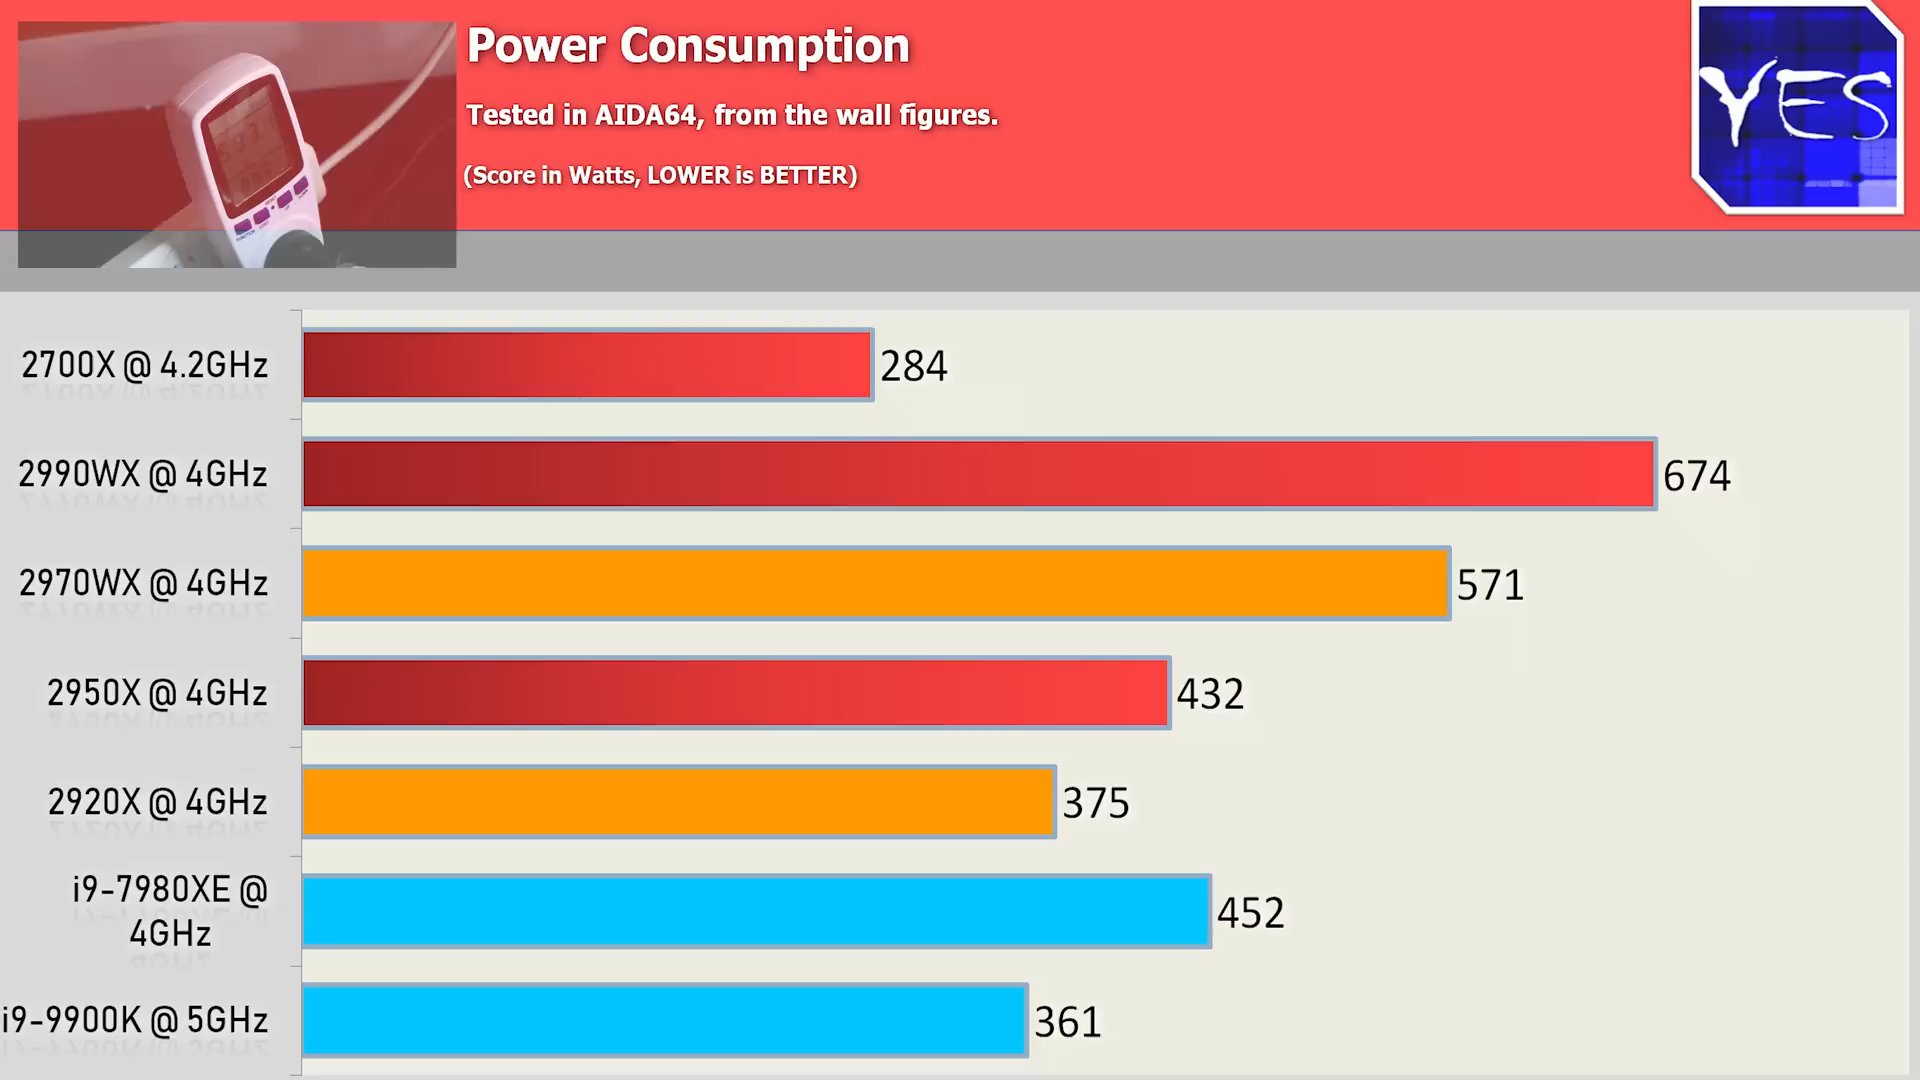 Power Consumption
Tested in AIDA64, from the wall figures.
(Score in Watts, LOWER is BETTER)
YES
2700X @ 4.2GHz 284
2990WX @ 4GHz 674
2970WX @ 4GHz 571
2950X @ 4GHz 432
2920X @ 4GHz 375
i9-7980XE @
4GHz 452
i9-9900K @ 5GHz 361